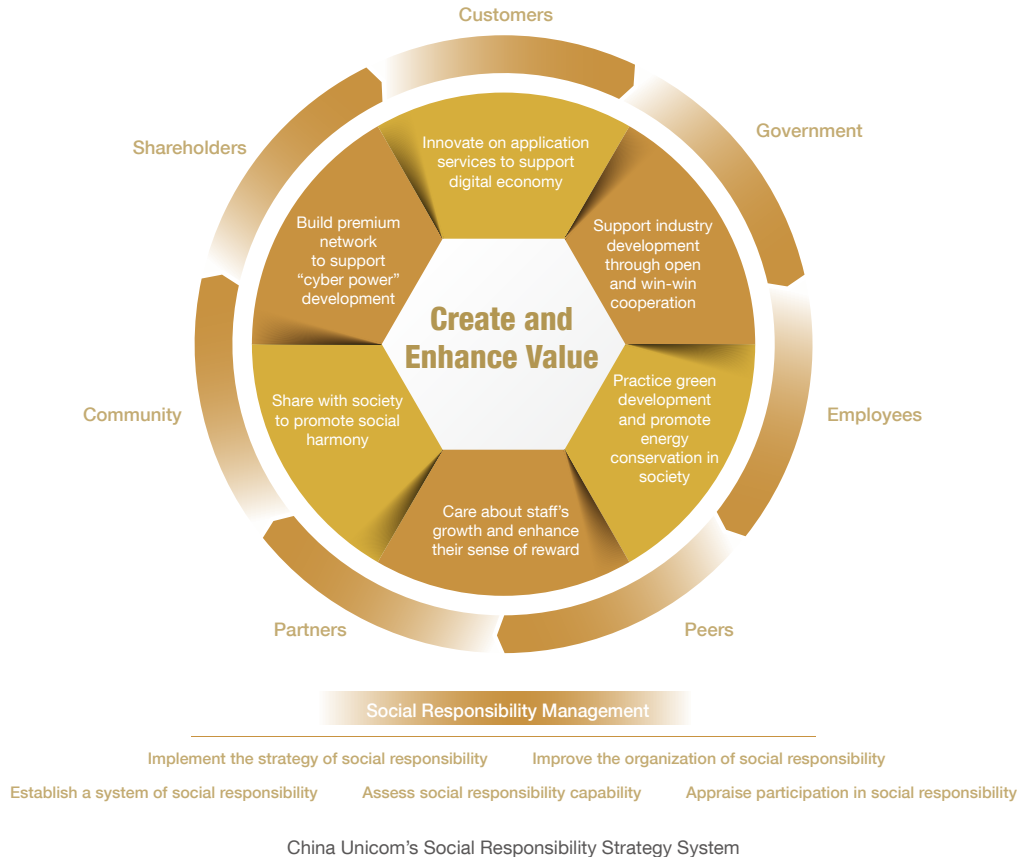 Customers
Government
Shareholders
Innovate on application
services to support
digital economy
Build premium
network
to support
“cyber power”
development
Support industry
development
through open
and win-win
cooperation
Create and
Enhance Value
Share with society
to promote social
harmony
Practice green
development
and promote
energy
conservation in
society
Community
Employees
Care about staff’s
growth and enhance
their sense of reward
Partners
Peers
Social Responsibility Management
Implement the strategy of social responsibility
Improve the organization of social responsibility
Establish a system of social responsibility
Assess social responsibility capability
Appraise participation in social responsibility
China Unicom’s Social Responsibility Strategy System